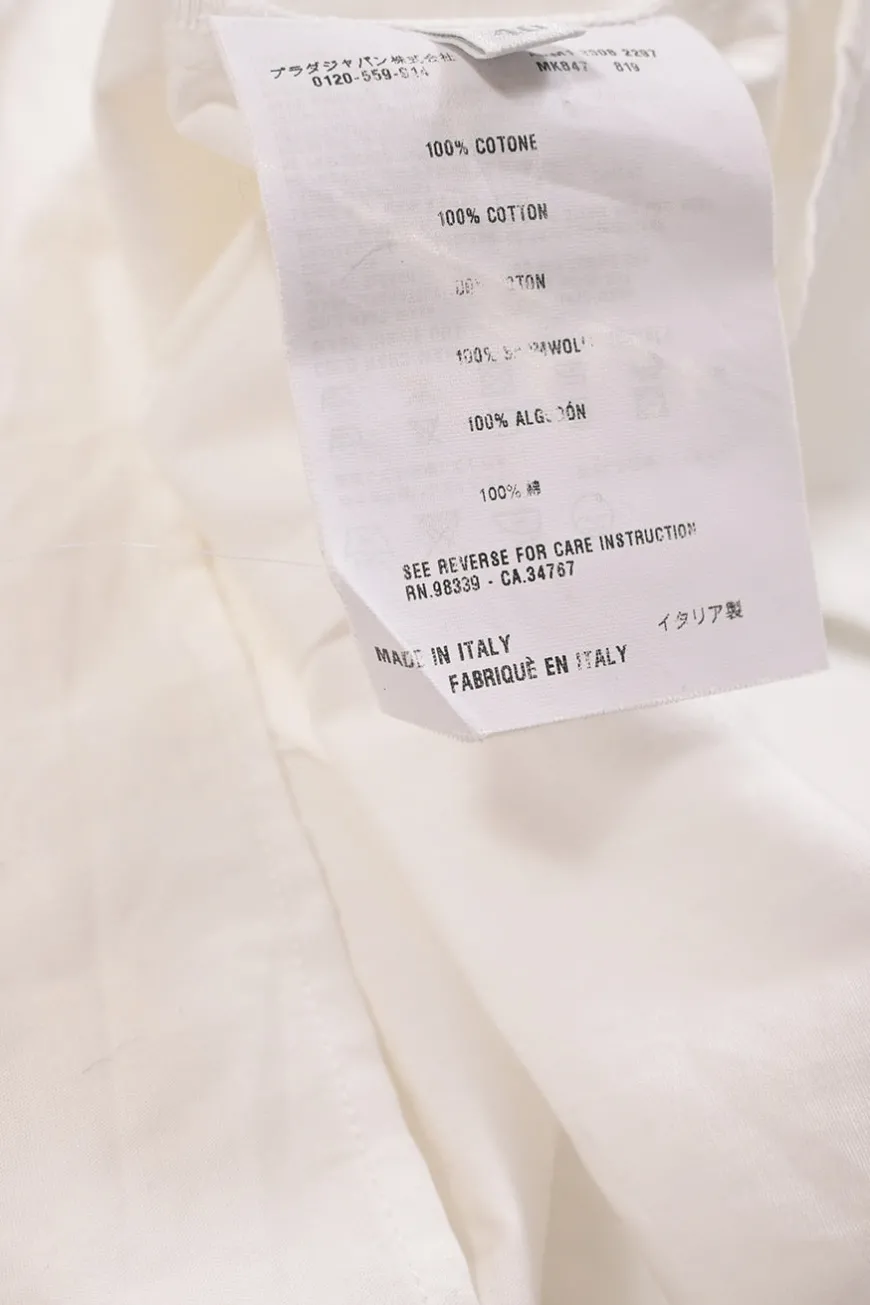 プラダジャパン株式会社
0120-559-914
2297
MK847 819
100% COTONE
100% COTTON
100% ALGODÓN
100% 綿
SEE REVERSE FOR CARE INSTRUCTION
RN.98339 - CA.34767
イタリア製
MADE IN ITALY
FABRIQUÈ EN ITALY